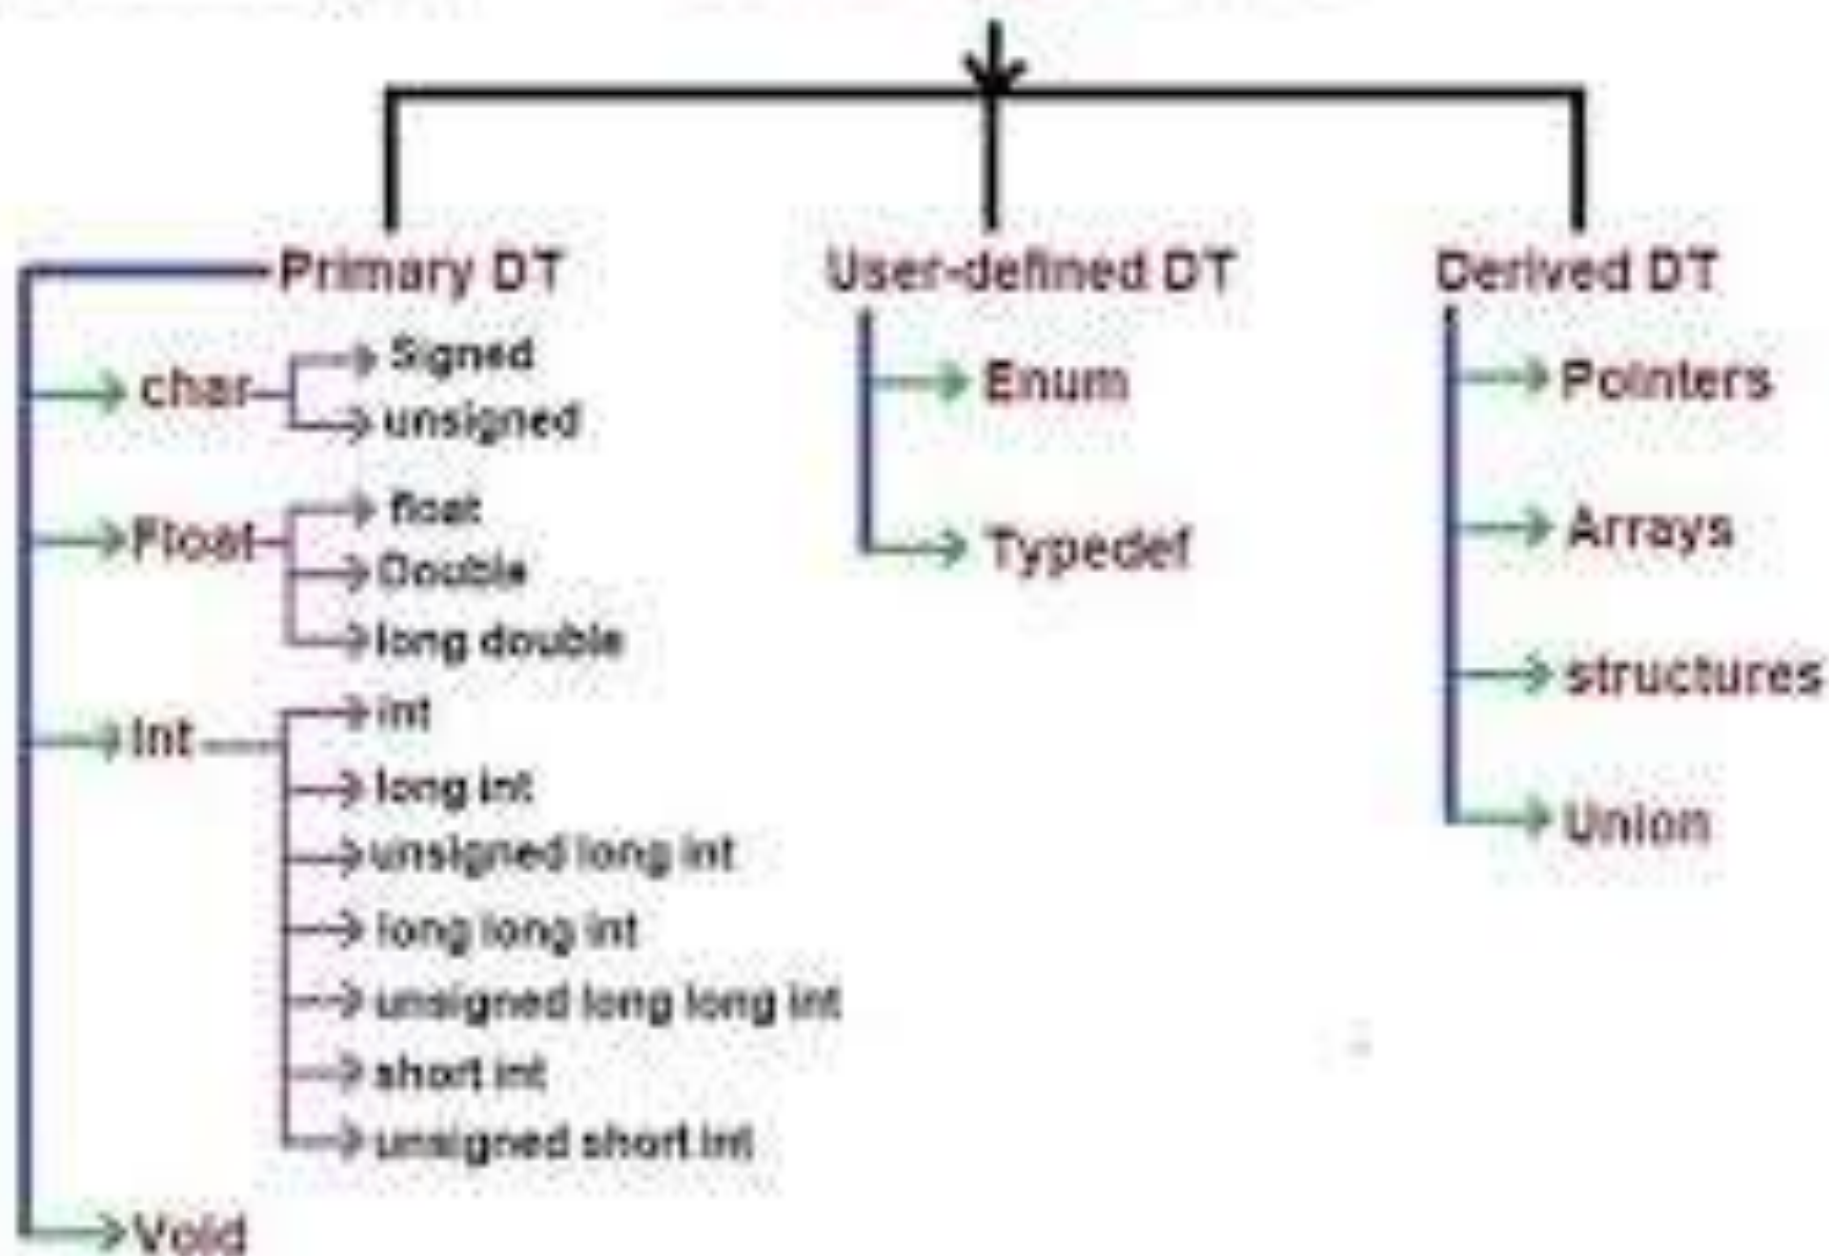 Primary DT
char
Signed
unsigned
Float
float
Double
long double
Int
int
long int
unsigned long int
long long int
unsigned long long int
short int
unsigned short int
Void
User-defined DT
Enum
Typedef
Derived DT
Pointers
Arrays
structures
Union